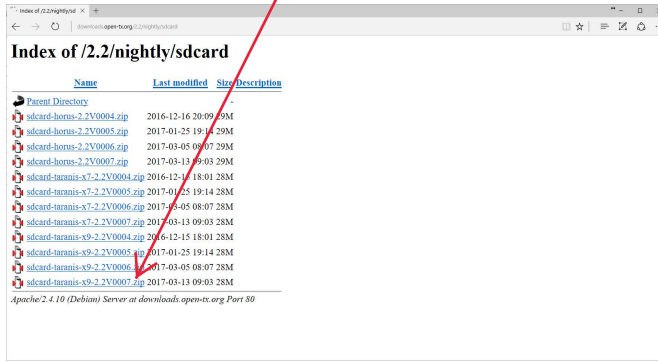 Index of /2.2/nightly/sd
downloads.open-tx.org/2.2/nightly/sdcard
Index of /2.2/nightly/sdcard
Name Last modified Size Description
Parent Directory -
sdcard-horus-2.2V0004.zip 2016-12-16 20:09 29M
sdcard-horus-2.2V0005.zip 2017-01-25 19:14 29M
sdcard-horus-2.2V0006.zip 2017-03-05 08:07 29M
sdcard-horus-2.2V0007.zip 2017-03-13 09:03 29M
sdcard-taranis-x7-2.2V0004.zip 2016-12-15 18:01 28M
sdcard-taranis-x7-2.2V0005.zip 2017-01-25 19:14 28M
sdcard-taranis-x7-2.2V0006.zip 2017-03-05 08:07 28M
sdcard-taranis-x7-2.2V0007.zip 2017-03-13 09:03 28M
sdcard-taranis-x9-2.2V0004.zip 2016-12-15 18:01 28M
sdcard-taranis-x9-2.2V0005.zip 2017-01-25 19:14 28M
sdcard-taranis-x9-2.2V0006.zip 2017-03-05 08:07 28M
sdcard-taranis-x9-2.2V0007.zip 2017-03-13 09:03 28M
Apache/2.4.10 (Debian) Server at downloads.open-tx.org Port 80